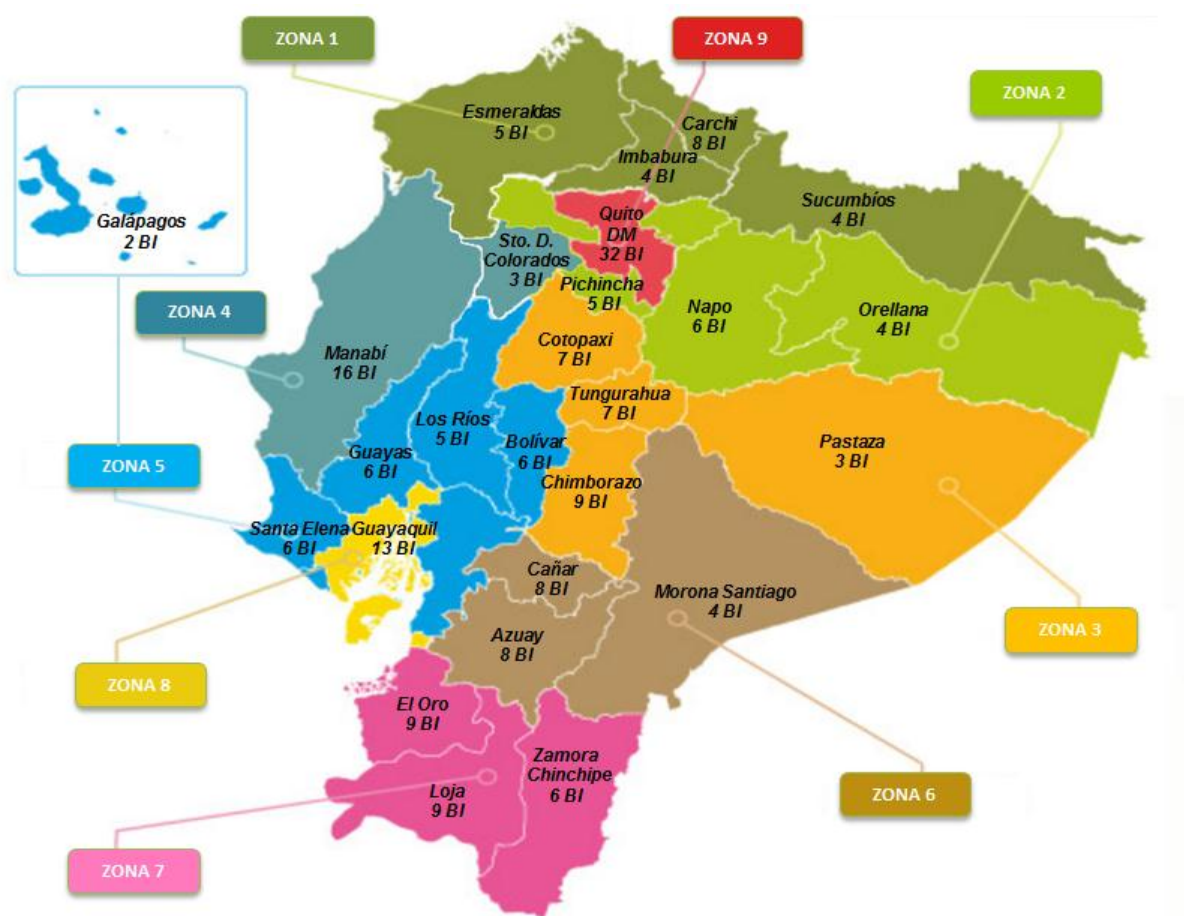 ZONA 1
ZONA 9
ZONA 2
Esmeraldas
5 BI
Carchi
8 BI
Imbabura
4 BI
Sucumbíos
4 BI
Galápagos
2 BI
Quito
DM
32 BI
Sto. D.
Colorados
3 BI
Pichincha
5 BI
Napo
6 BI
Orellana
4 BI
ZONA 4
Manabí
16 BI
Cotopaxi
7 BI
Tungurahua
7 BI
Los Ríos
5 BI
Bolívar
6 BI
Guayas
6 BI
Pastaza
3 BI
ZONA 5
Chimborazo
9 BI
Santa Elena
6 BI
Guayaquil
13 BI
Cañar
8 BI
Morona Santiago
4 BI
Azuay
8 BI
ZONA 3
ZONA 8
El Oro
9 BI
Zamora
Chinchipe
6 BI
Loja
9 BI
ZONA 6
ZONA 7